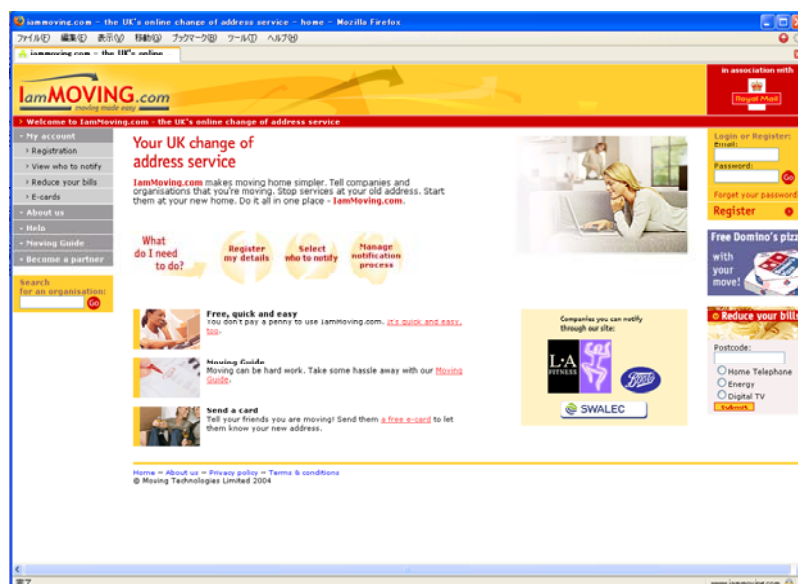 iammoving.com - the UK's online change of address service - home - Mozilla Firefox
ファイル(F) 編集(E) 表示(V) 移動(G) ブックマーク(B) ツール(T) ヘルプ(H)
iammoving.com - the UK's online
IamMOVING.com
moving made easy
in association with
Royal Mail
› Welcome to IamMoving.com - the UK's online change of address service
- My account
› Registration
› View who to notify
› Reduce your bills
› E-cards
- About us
- Help
- Moving Guide
- Become a partner
Search
for an organisation:
Go
Your UK change of
address service
IamMoving.com makes moving home simpler. Tell companies and
organisations that you're moving. Stop services at your old address. Start
them at your new home. Do it all in one place - IamMoving.com.
What
do I need
to do?
Register
my details
Select
who to notify
Manage
notification
process
Free, quick and easy
You don't pay a penny to use IamMoving.com. It's quick and easy,
too.
Moving Guide
Moving can be hard work. Take some hassle away with our Moving
Guide.
Send a card
Tell your friends you are moving! Send them a free e-card to let
them know your new address.
Companies you can notify
through our site:
L·A
FITNESS
Boots
SWALEC
Login or Register:
Email:
Password:
Go
Forget your password
Register
Free Domino's pizz
with
your
move!
Reduce your bills
Postcode:
Home Telephone
Energy
Digital TV
Submit
Home - About us - Privacy policy - Terms & conditions
© Moving Technologies Limited 2004
完了
www.iammoving.com